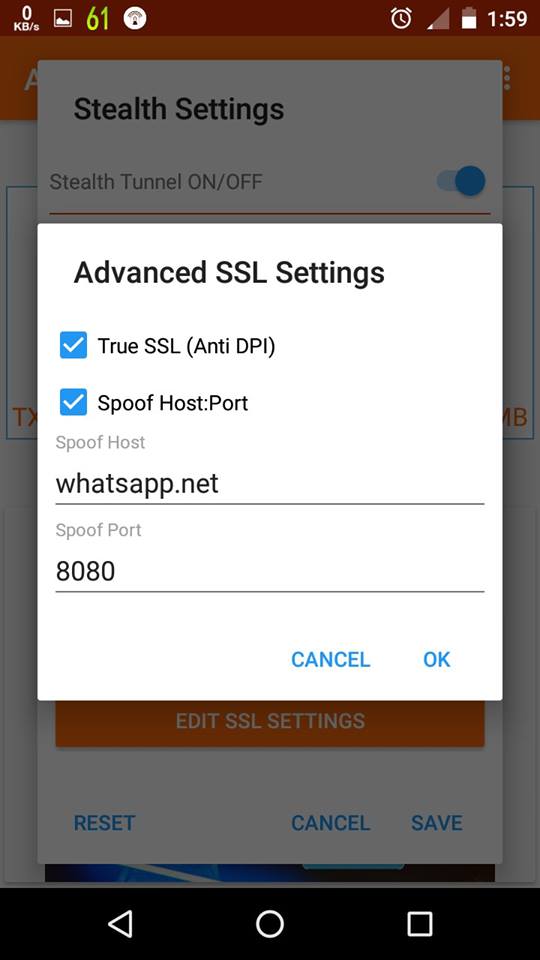 0
KB/s
61
1:59
A
Stealth Settings
Stealth Tunnel ON/OFF
Advanced SSL Settings
True SSL (Anti DPI)
Spoof Host:Port
TX
MB
Spoof Host
whatsapp.net
Spoof Port
8080
CANCEL
OK
EDIT SSL SETTINGS
RESET
CANCEL
SAVE